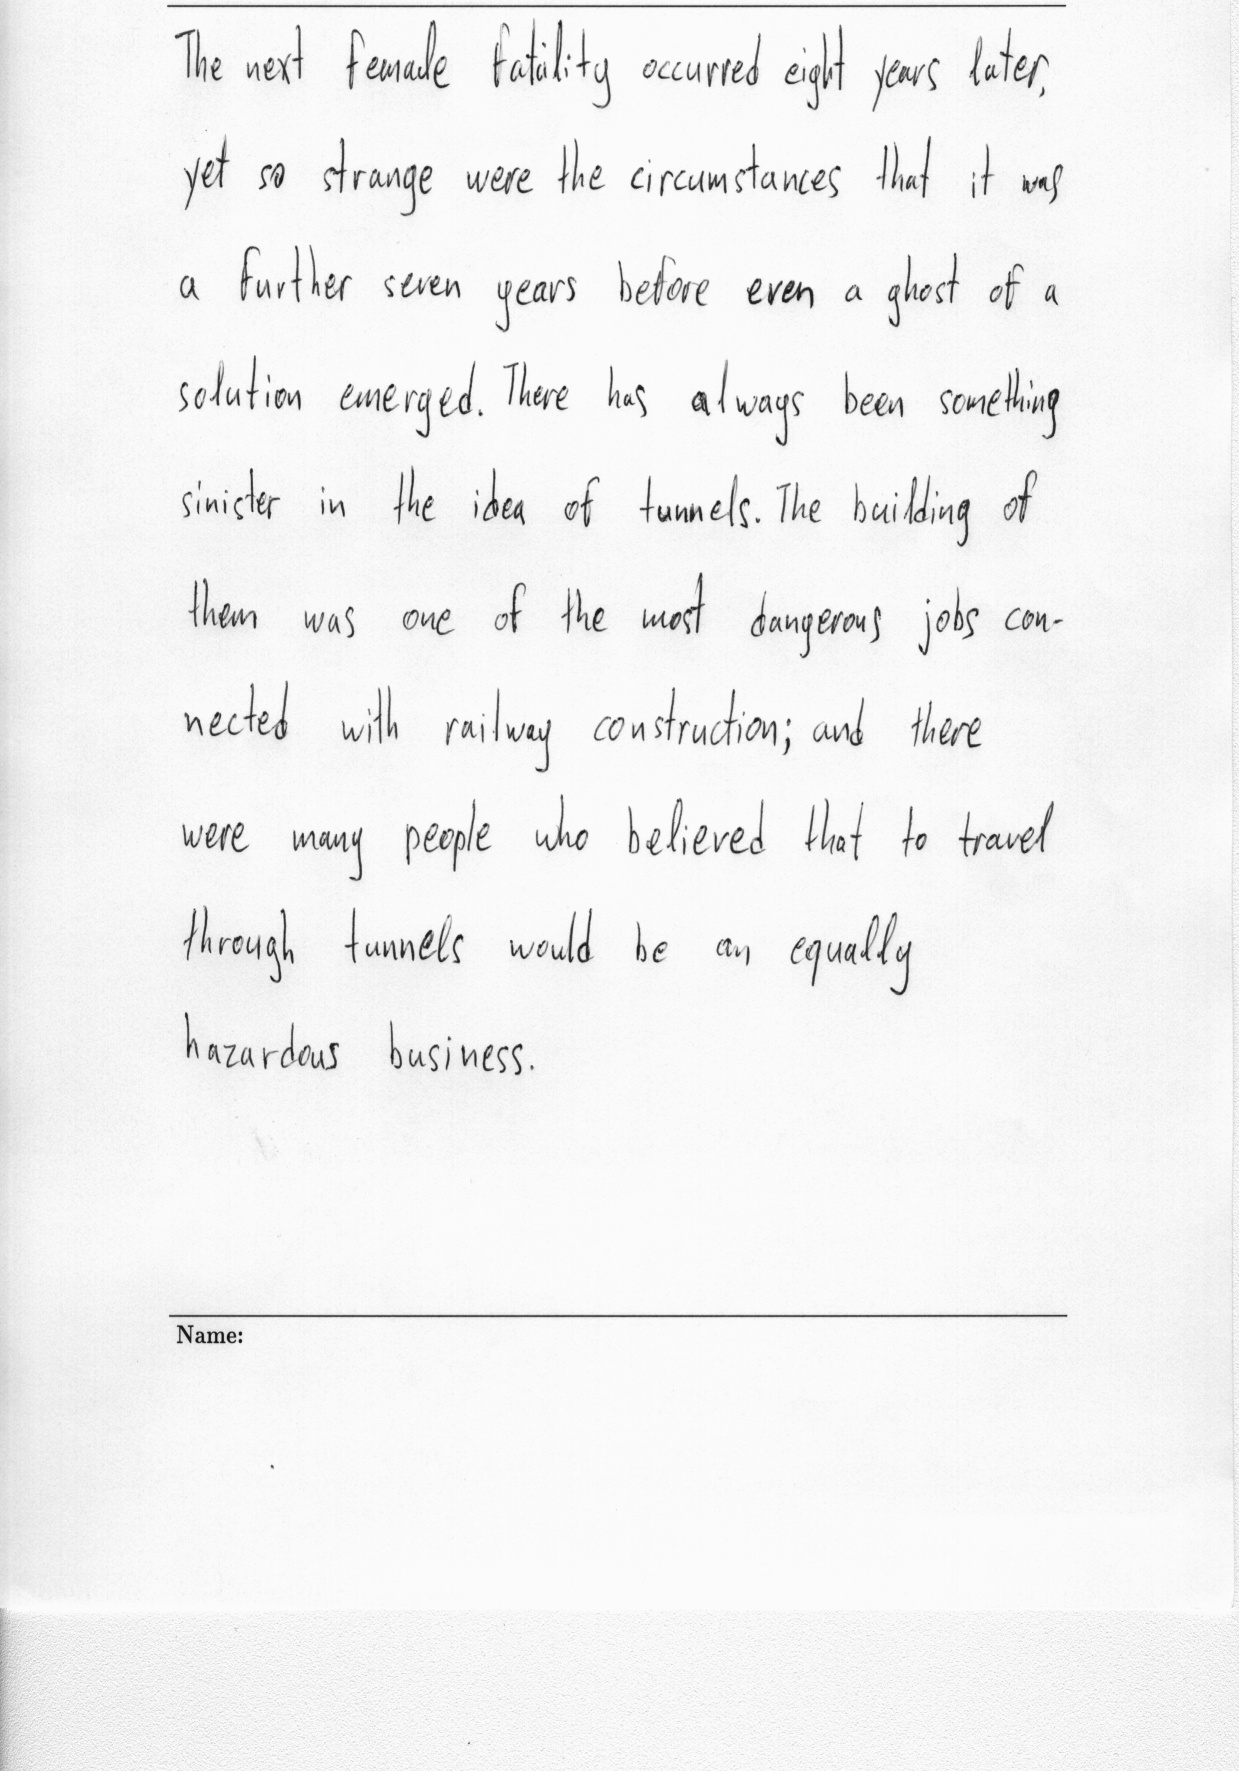 The next female fatality occurred eight years later,
yet so strange were the circumstances that it was
a further seven years before even a ghost of a
solution emerged. There has always been something
sinister in the idea of tunnels. The building of
them was one of the most dangerous jobs con-
nected with railway construction; and there
were many people who believed that to travel
through tunnels would be an equally
hazardous business.
Name: